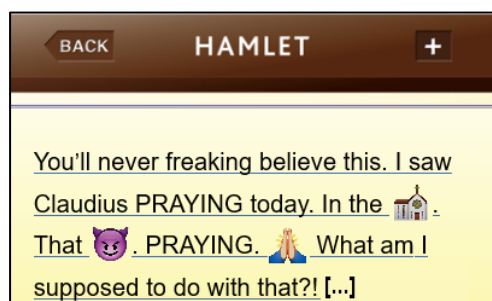 BACK HAMLET +
You'll never freaking believe this. I saw
Claudius PRAYING today. In the ⛪.
That 😈. PRAYING. 🙏 What am I
supposed to do with that?! [...]